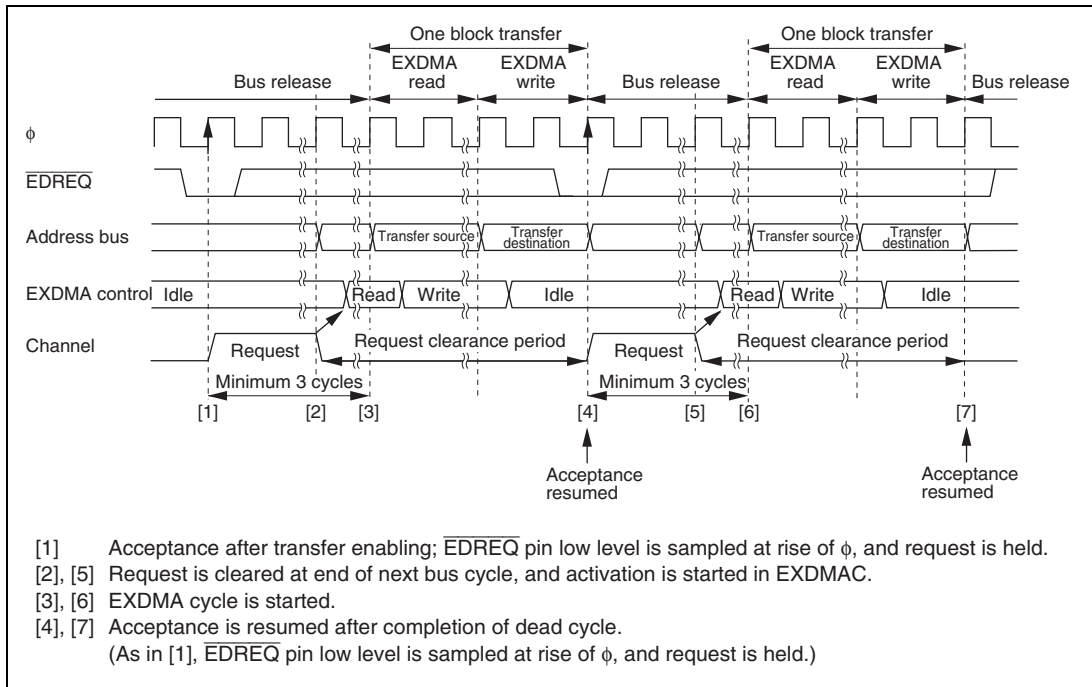 One block transfer One block transfer
Bus release EXDMA read EXDMA write Bus release EXDMA read EXDMA write Bus release
ϕ
EDREQ
Address bus Transfer source Transfer destination Transfer source Transfer destination
EXDMA control Idle Read Write Idle Read Write Idle
Channel Request Request clearance period Request Request clearance period
Minimum 3 cycles Minimum 3 cycles
[1] [2] [3] [4] [5] [6] [7]
Acceptance resumed Acceptance resumed
[1] Acceptance after transfer enabling; EDREQ pin low level is sampled at rise of ϕ, and request is held.
[2], [5] Request is cleared at end of next bus cycle, and activation is started in EXDMAC.
[3], [6] EXDMA cycle is started.
[4], [7] Acceptance is resumed after completion of dead cycle.
(As in [1], EDREQ pin low level is sampled at rise of ϕ, and request is held.)